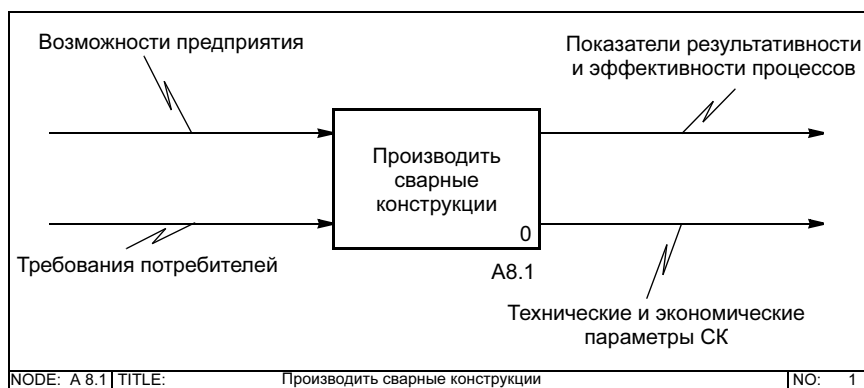 Возможности предприятия
Показатели результативности
и эффективности процессов
Производить
сварные
конструкции
0
А8.1
Требования потребителей
Технические и экономические
параметры СК
NODE: А 8.1 TITLE: Производить сварные конструкции NO: 1